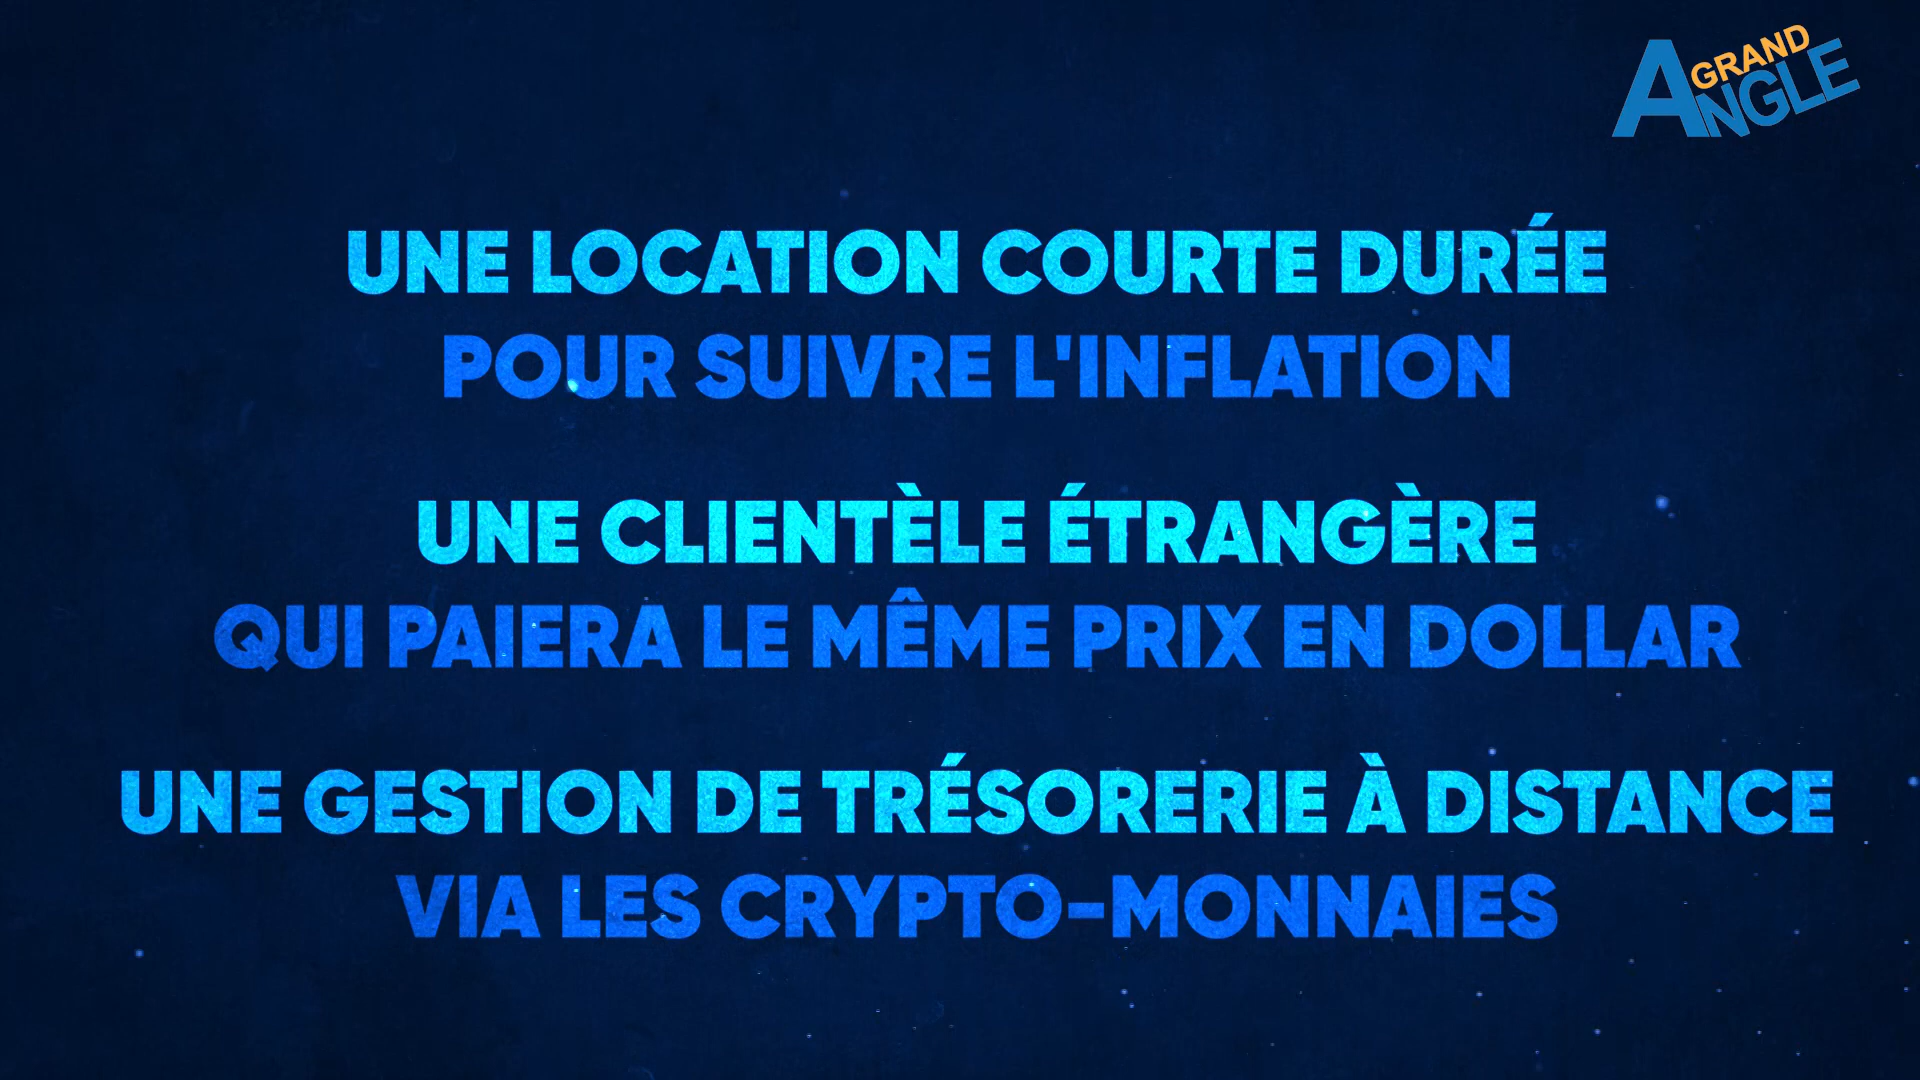 GRAND
ANGLE
UNE LOCATION COURTE DURÉE
POUR SUIVRE L'INFLATION
UNE CLIENTÈLE ÉTRANGÈRE
QUI PAIERA LE MÊME PRIX EN DOLLAR
UNE GESTION DE TRÉSORERIE À DISTANCE
VIA LES CRYPTO-MONNAIES